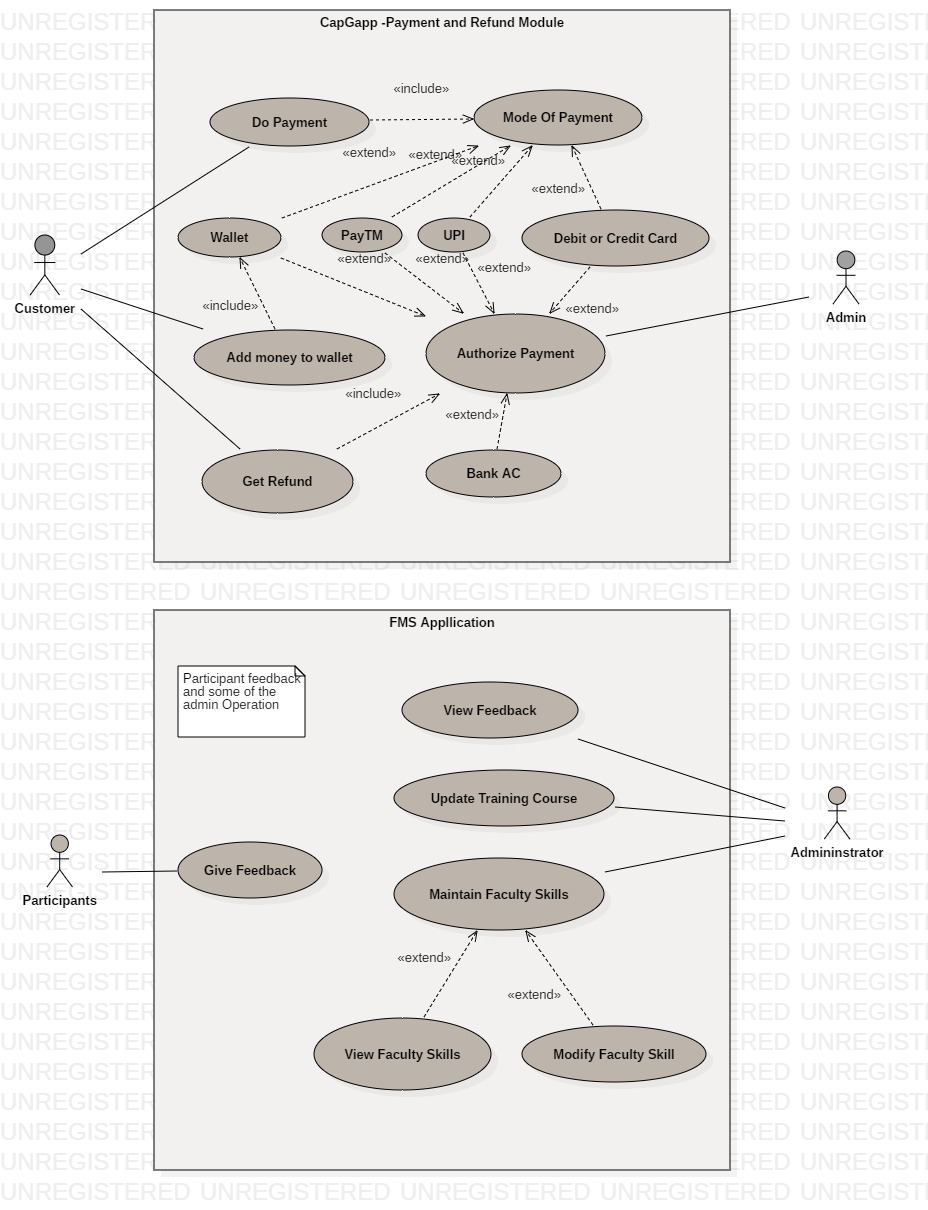 CapGapp -Payment and Refund Module
«include»
Do Payment
Mode Of Payment
«extend»
«extend»
«extend»
«extend»
Wallet
PayTM
UPI
Debit or Credit Card
«extend»
«extend»
«extend»
Customer
Admin
«include»
«extend»
Add money to wallet
Authorize Payment
«include»
«extend»
Get Refund
Bank AC
FMS Appllication
Participant feedback
and some of the
admin Operation
View Feedback
Update Training Course
Admininstrator
Give Feedback
Maintain Faculty Skills
Participants
«extend»
«extend»
View Faculty Skills
Modify Faculty Skill
UNREGISTERED UNREGISTERED UNREGISTERED UNREGISTERED